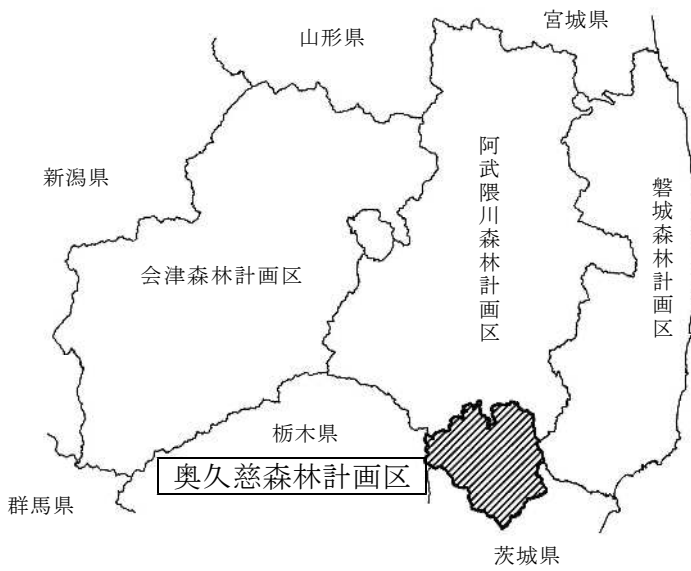 宮城県
山形県
新潟県
阿武隈川森林計画区
磐城森林計画区
会津森林計画区
栃木県
奥久慈森林計画区
群馬県
茨城県